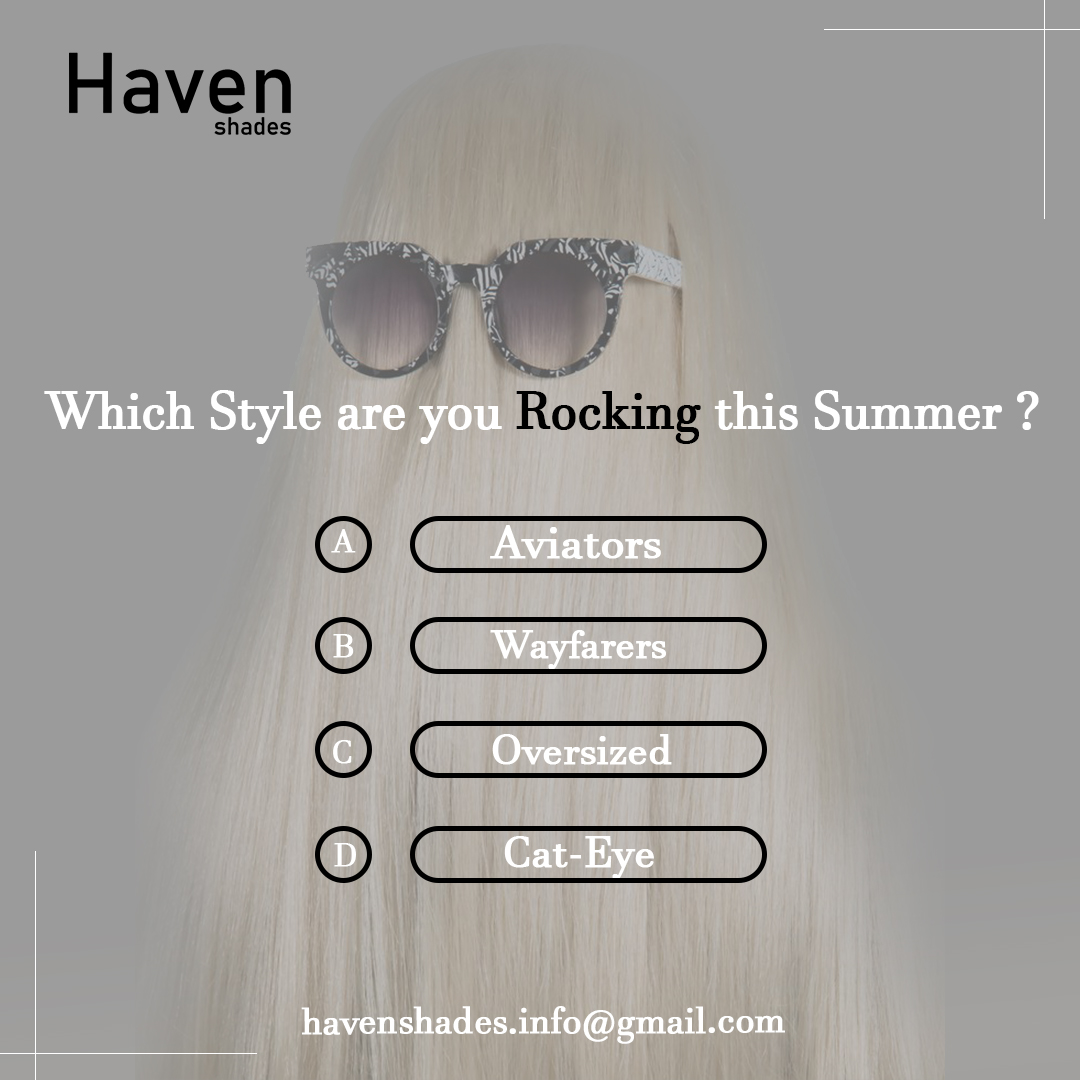 Haven
shades
Which Style are you Rocking this Summer ?
A Aviators
B Wayfarers
C Oversized
D Cat-Eye
havenshades.info@gmail.com